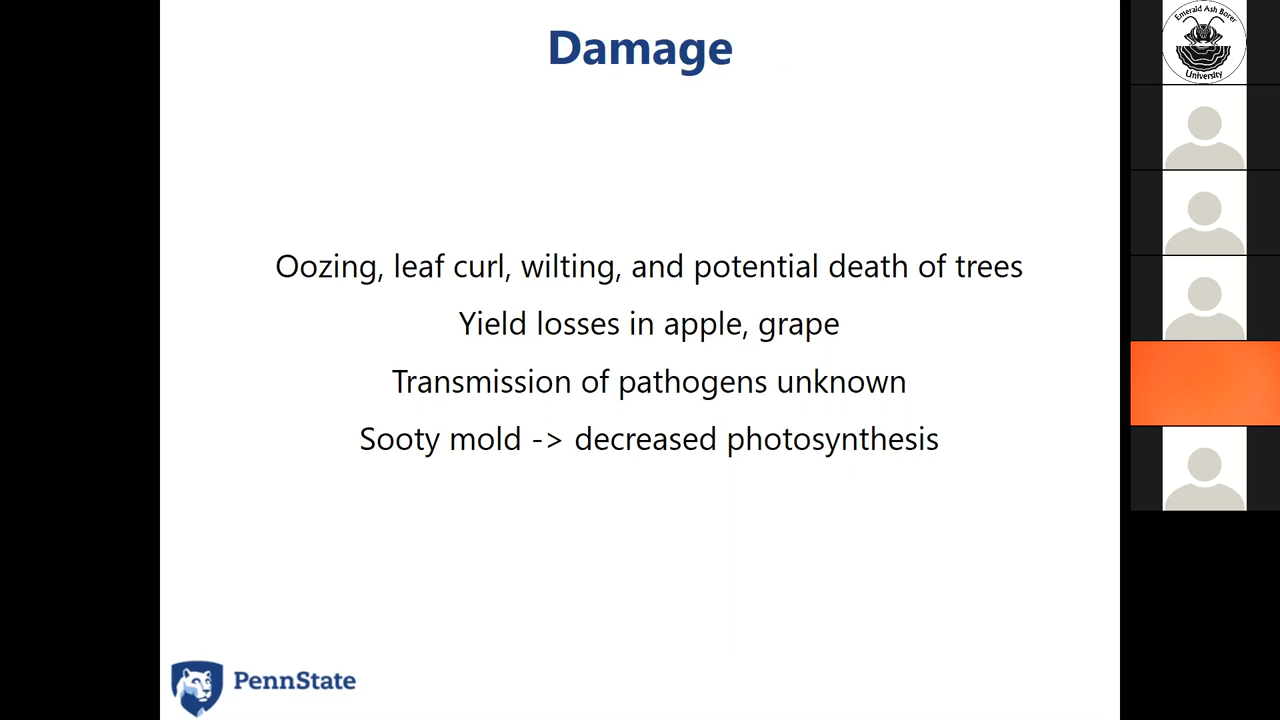 Damage
Oozing, leaf curl, wilting, and potential death of trees
Yield losses in apple, grape
Transmission of pathogens unknown
Sooty mold -> decreased photosynthesis
PennState
Emerald Ash Borer
University